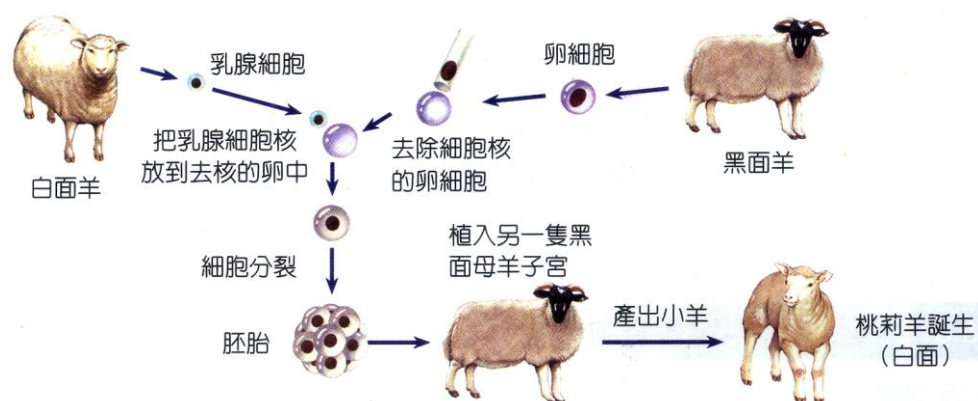 乳腺細胞
卵細胞
把乳腺細胞核
放到去核的卵中
去除細胞核
的卵細胞
白面羊
黑面羊
細胞分裂
植入另一隻黑
面母羊子宮
胚胎
產出小羊
桃莉羊誕生
（白面）